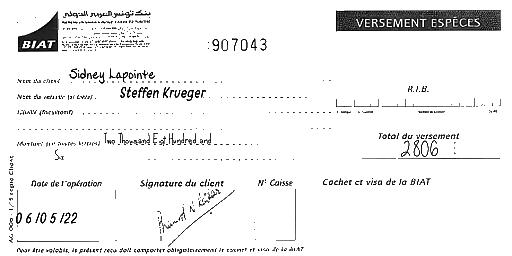 بنك تونس العربي الدولي
BIAT
VERSEMENT ESPÈCES
907043
Nom du client Sidney Lapointe
R.I.B.
Nom du versant (si tiers) Steffen Krueger
Libellé (facultatif)
Montant (en toutes lettres) Two Thousand Eight Hundred and
Six
Total du versement
2806
Date de l'opération
Signature du client
N° Caisse
Cachet et visa de la BIAT
06/05/22
Pour être valable, le présent reçu doit comporter obligatoirement le cachet et visa de la BIAT